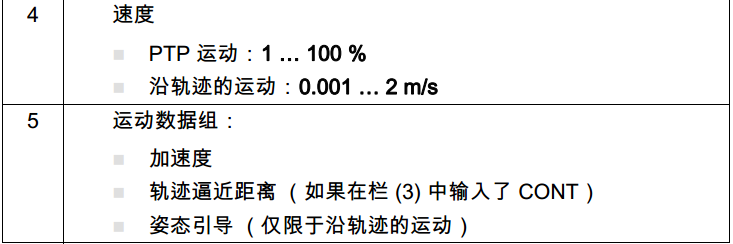 4 速度
PTP 运动：1 … 100 %
沿轨迹的运动：0.001 … 2 m/s
5 运动数据组：
加速度
轨迹逼近距离 （如果在栏 (3) 中输入了 CONT）
姿态引导 （仅限于沿轨迹的运动）